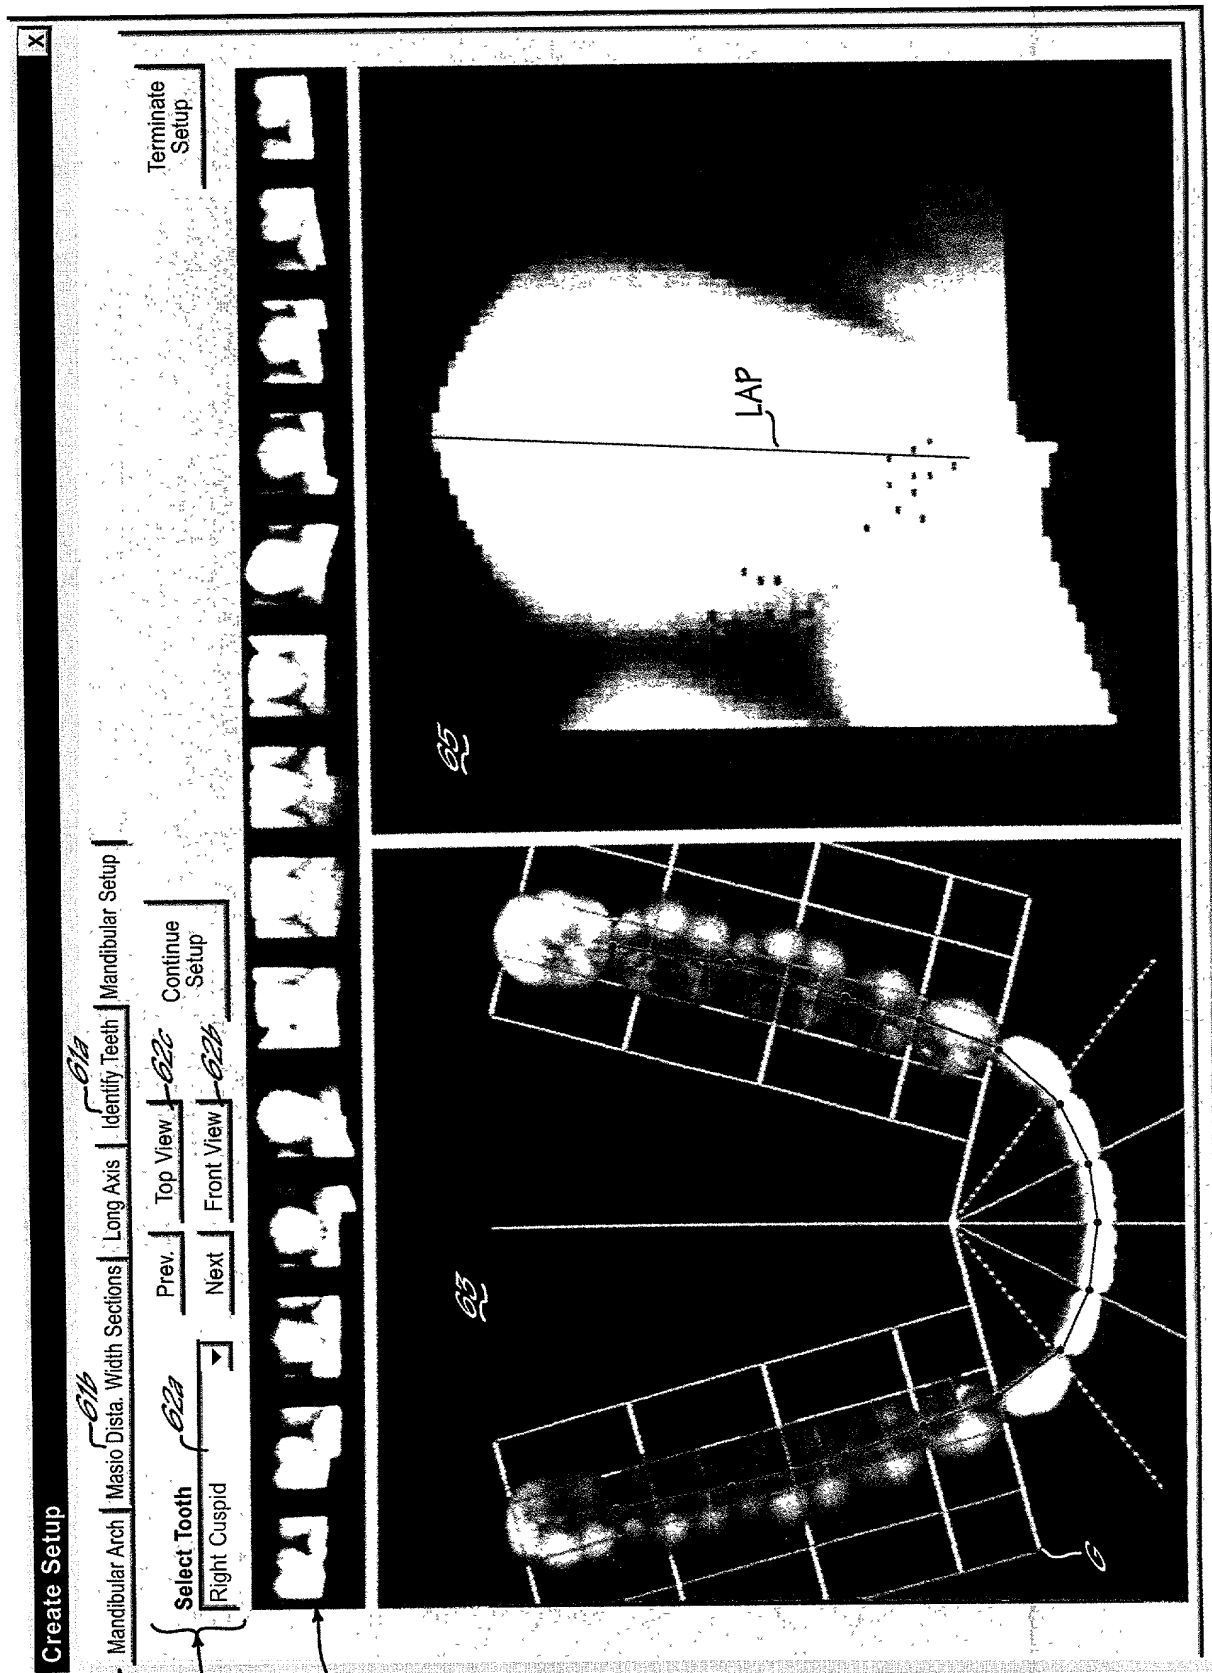 Create Setup X
61b 61a
Mandibular Arch Masio Dista. Width Sections Long Axis Identify Teeth Mandibular Setup
Select Tooth 62a
Right Cuspid
Prev. Top View 62c
Next Front View 62b
Continue
Setup
Terminate
Setup
63
65
LAP
G